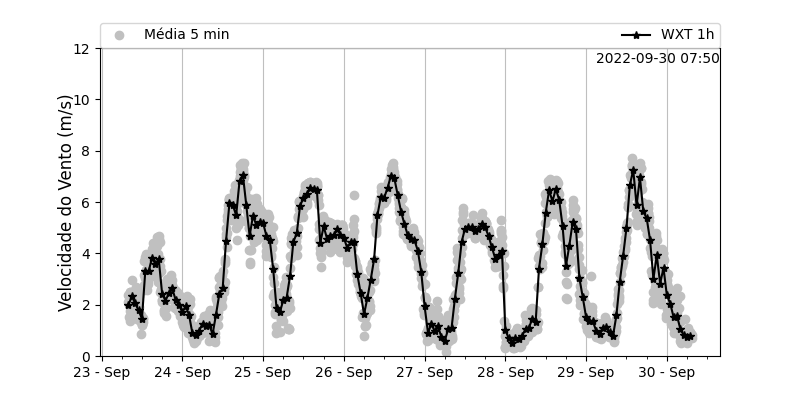 Média 5 min
WXT 1h
2022-09-30 07:50
Velocidade do Vento (m/s)
12
10
8
6
4
2
0
23 - Sep
24 - Sep
25 - Sep
26 - Sep
27 - Sep
28 - Sep
29 - Sep
30 - Sep